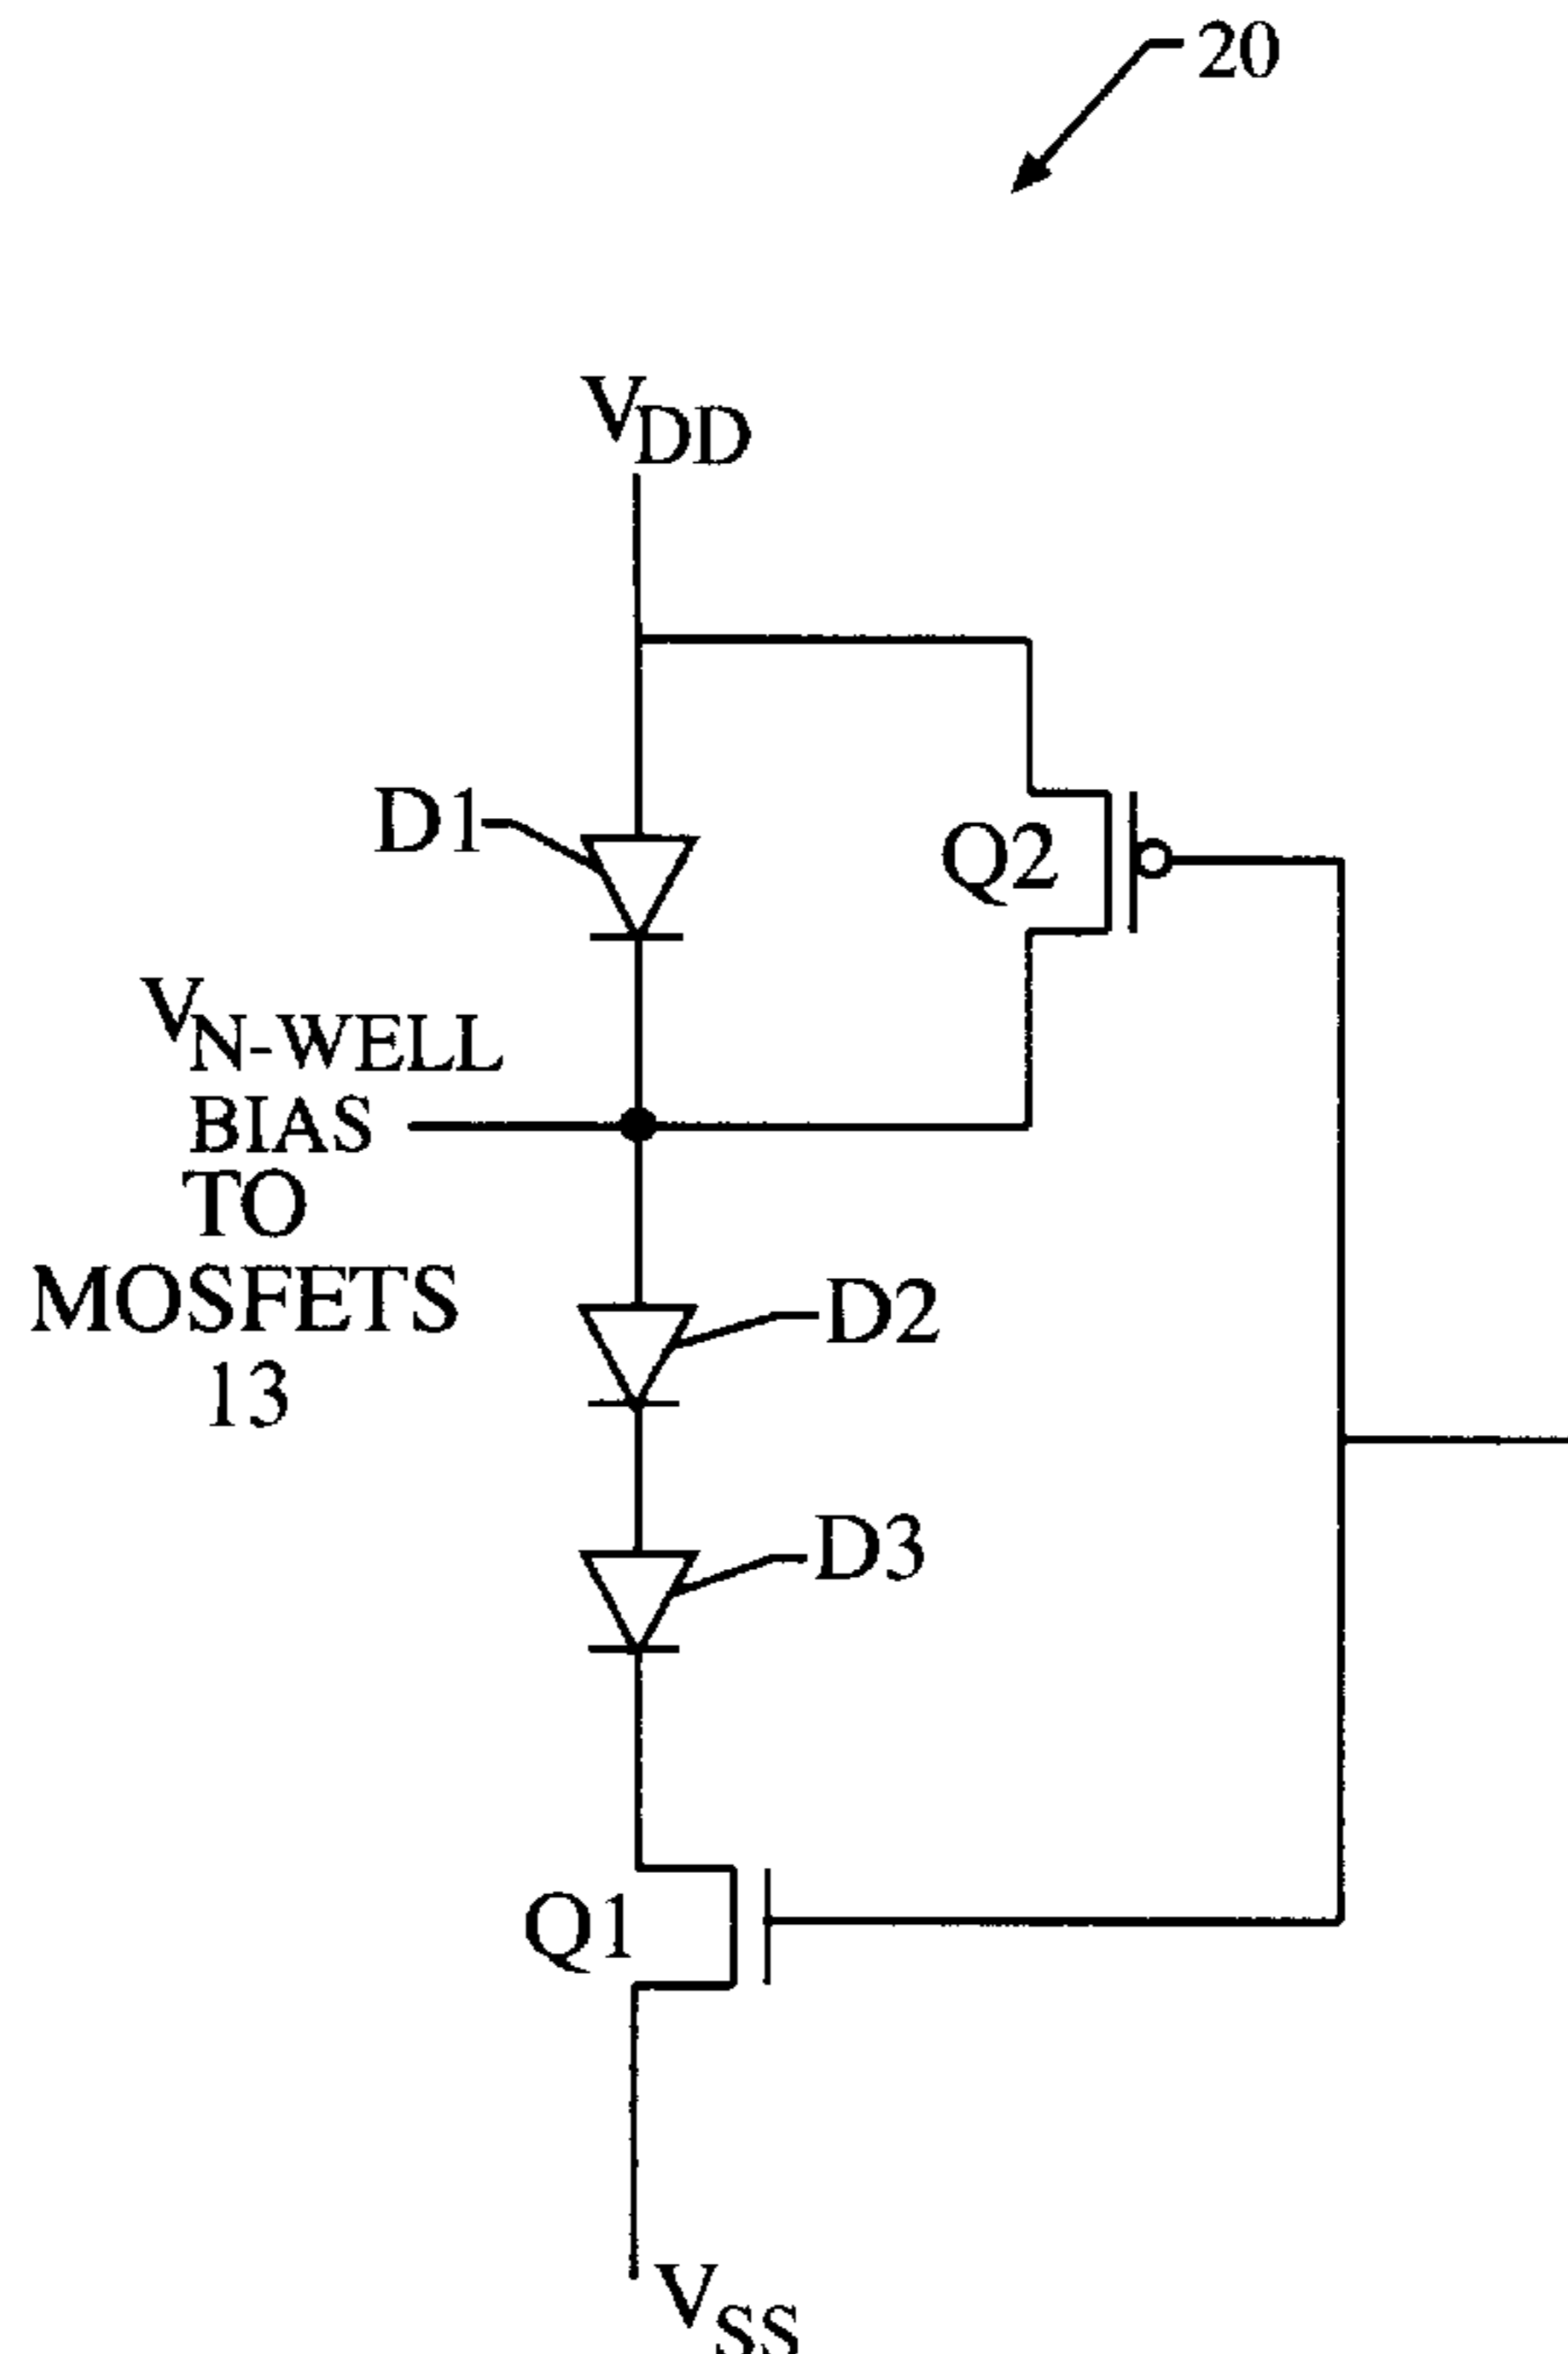 20
VDD
D1
Q2
VN-WELL
BIAS
TO
MOSFETS
13
D2
D3
Q1
VSS